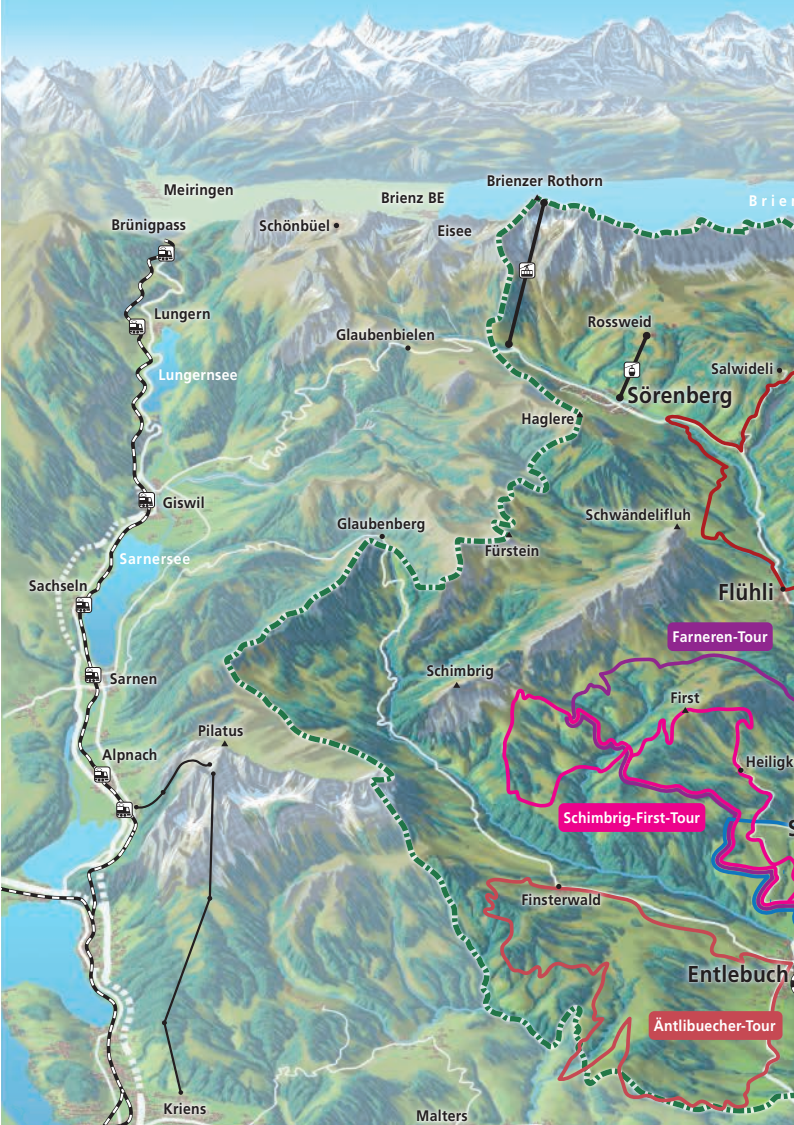 Brienzer Rothorn
Meiringen
Brienz BE
Brien
Brünigpass
Schönbüel
Eisee
Lungern
Rossweid
Glaubenbielen
Lungernsee
Salwideli
Sörenberg
Haglere
Giswil
Schwändelifluh
Glaubenberg
Fürstein
Sarnersee
Sachseln
Flühli
Farneren-Tour
Schimbrig
Sarnen
First
Pilatus
Alpnach
Heiligk
Schimbrig-First-Tour
S
Finsterwald
Entlebuch
Äntlibuecher-Tour
Kriens
Malters